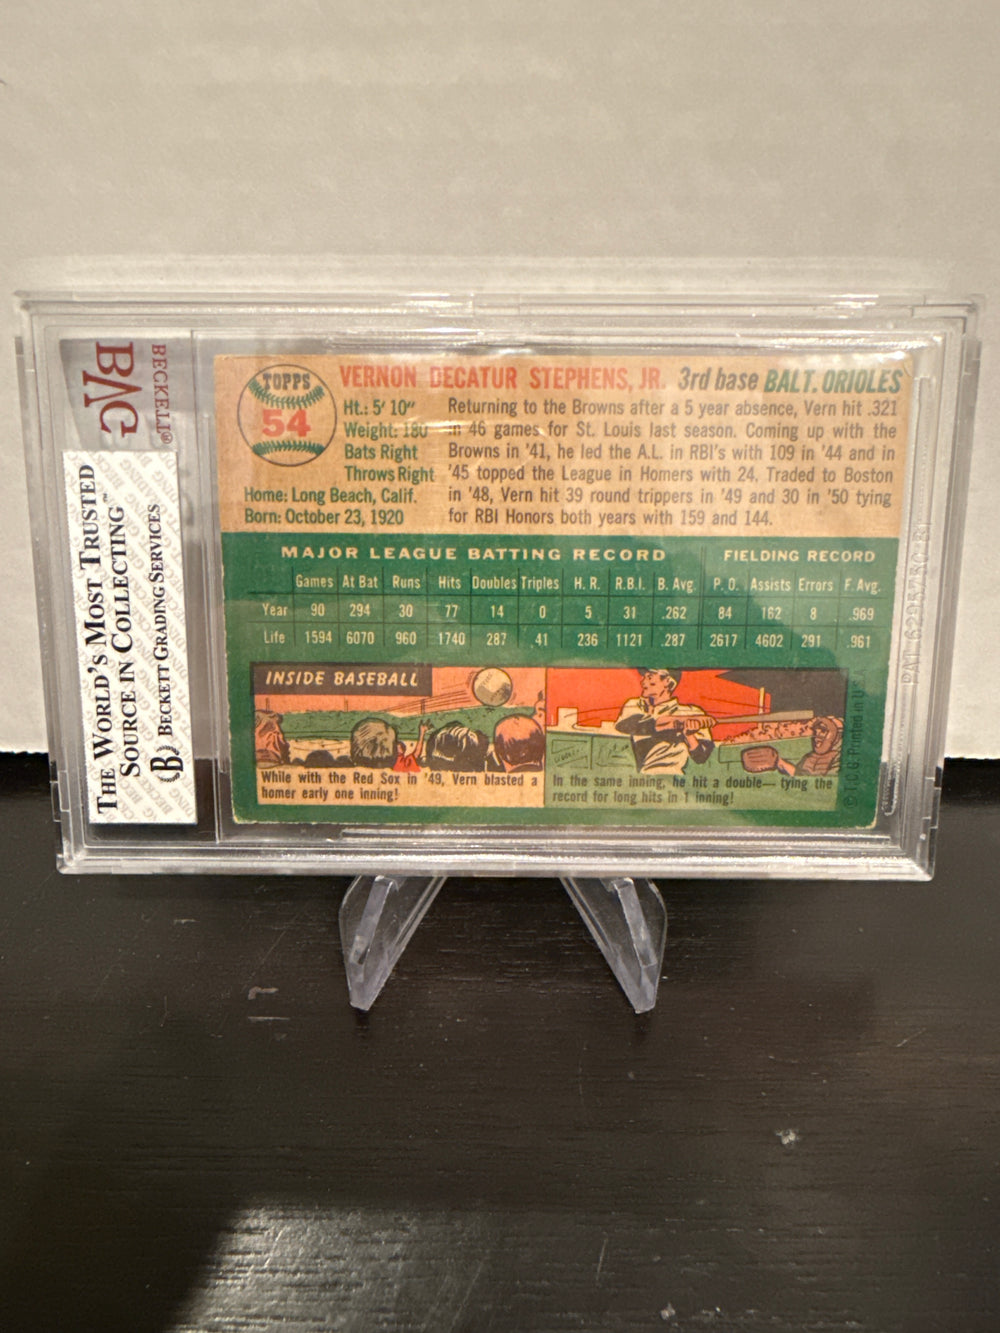 BVG
BECKETT®
THE WORLD'S MOST TRUSTED
SOURCE IN COLLECTING™
BECKETT GRADING SERVICES
TOPPS
54
VERNON DECATUR STEPHENS, JR. 3rd base BALT. ORIOLES
Ht.: 5' 10"
Weight: 180
Bats Right
Throws Right
Home: Long Beach, Calif.
Born: October 23, 1920
Returning to the Browns after a 5 year absence, Vern hit .321
in 46 games for St. Louis last season. Coming up with the
Browns in '41, he led the A.L. in RBI's with 109 in '44 and in
'45 topped the League in Homers with 24. Traded to Boston
in '48, Vern hit 39 round trippers in '49 and 30 in '50 tying
for RBI Honors both years with 159 and 144.
MAJOR LEAGUE BATTING RECORD FIELDING RECORD
Games At Bat Runs Hits Doubles Triples H. R. R.B.I. B. Avg. P. O. Assists Errors F. Avg.
Year 90 294 30 77 14 0 5 31 .262 84 162 8 .969
Life 1594 6070 960 1740 287 41 236 1121 .287 2617 4602 291 .961
INSIDE BASEBALL
While with the Red Sox in '49, Vern blasted a
homer early one inning!
In the same inning, he hit a double— tying the
record for long hits in 1 inning!
© T.C.G. Printed in U.S.A.